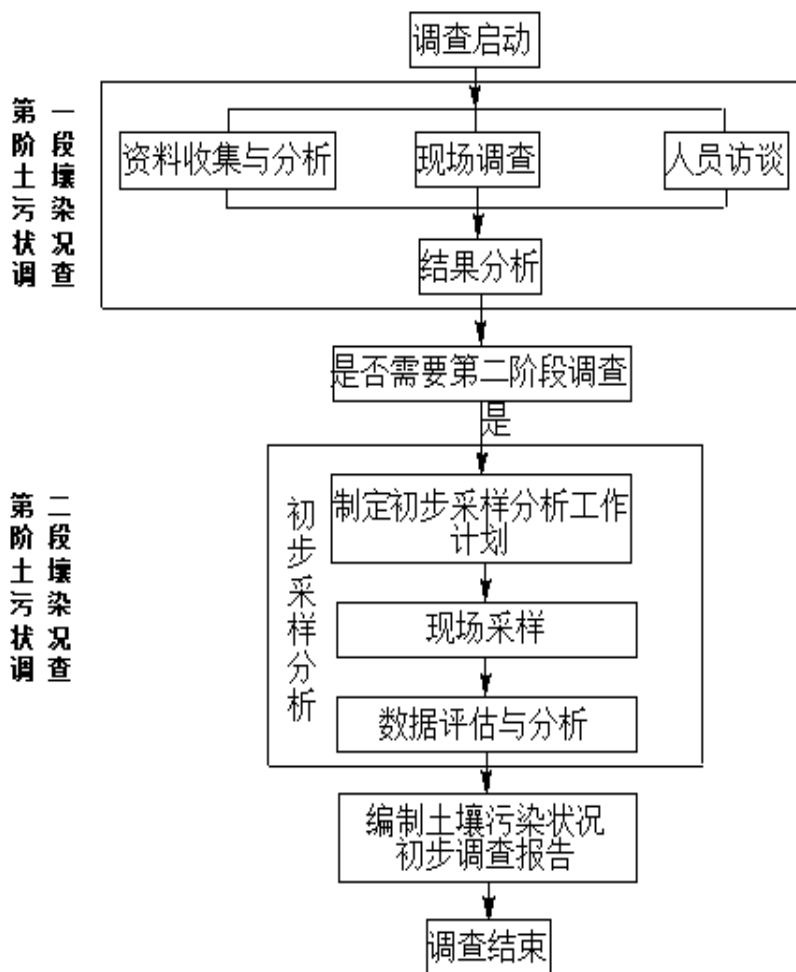 调查启动
第一
阶段
土壤
污染
状况
调查
资料收集与分析
现场调查
人员访谈
结果分析
是否需要第二阶段调查
是
第二
阶段
土壤
污染
状况
调查
初步采样分析
制定初步采样分析工作
计划
现场采样
数据评估与分析
编制土壤污染状况
初步调查报告
调查结束